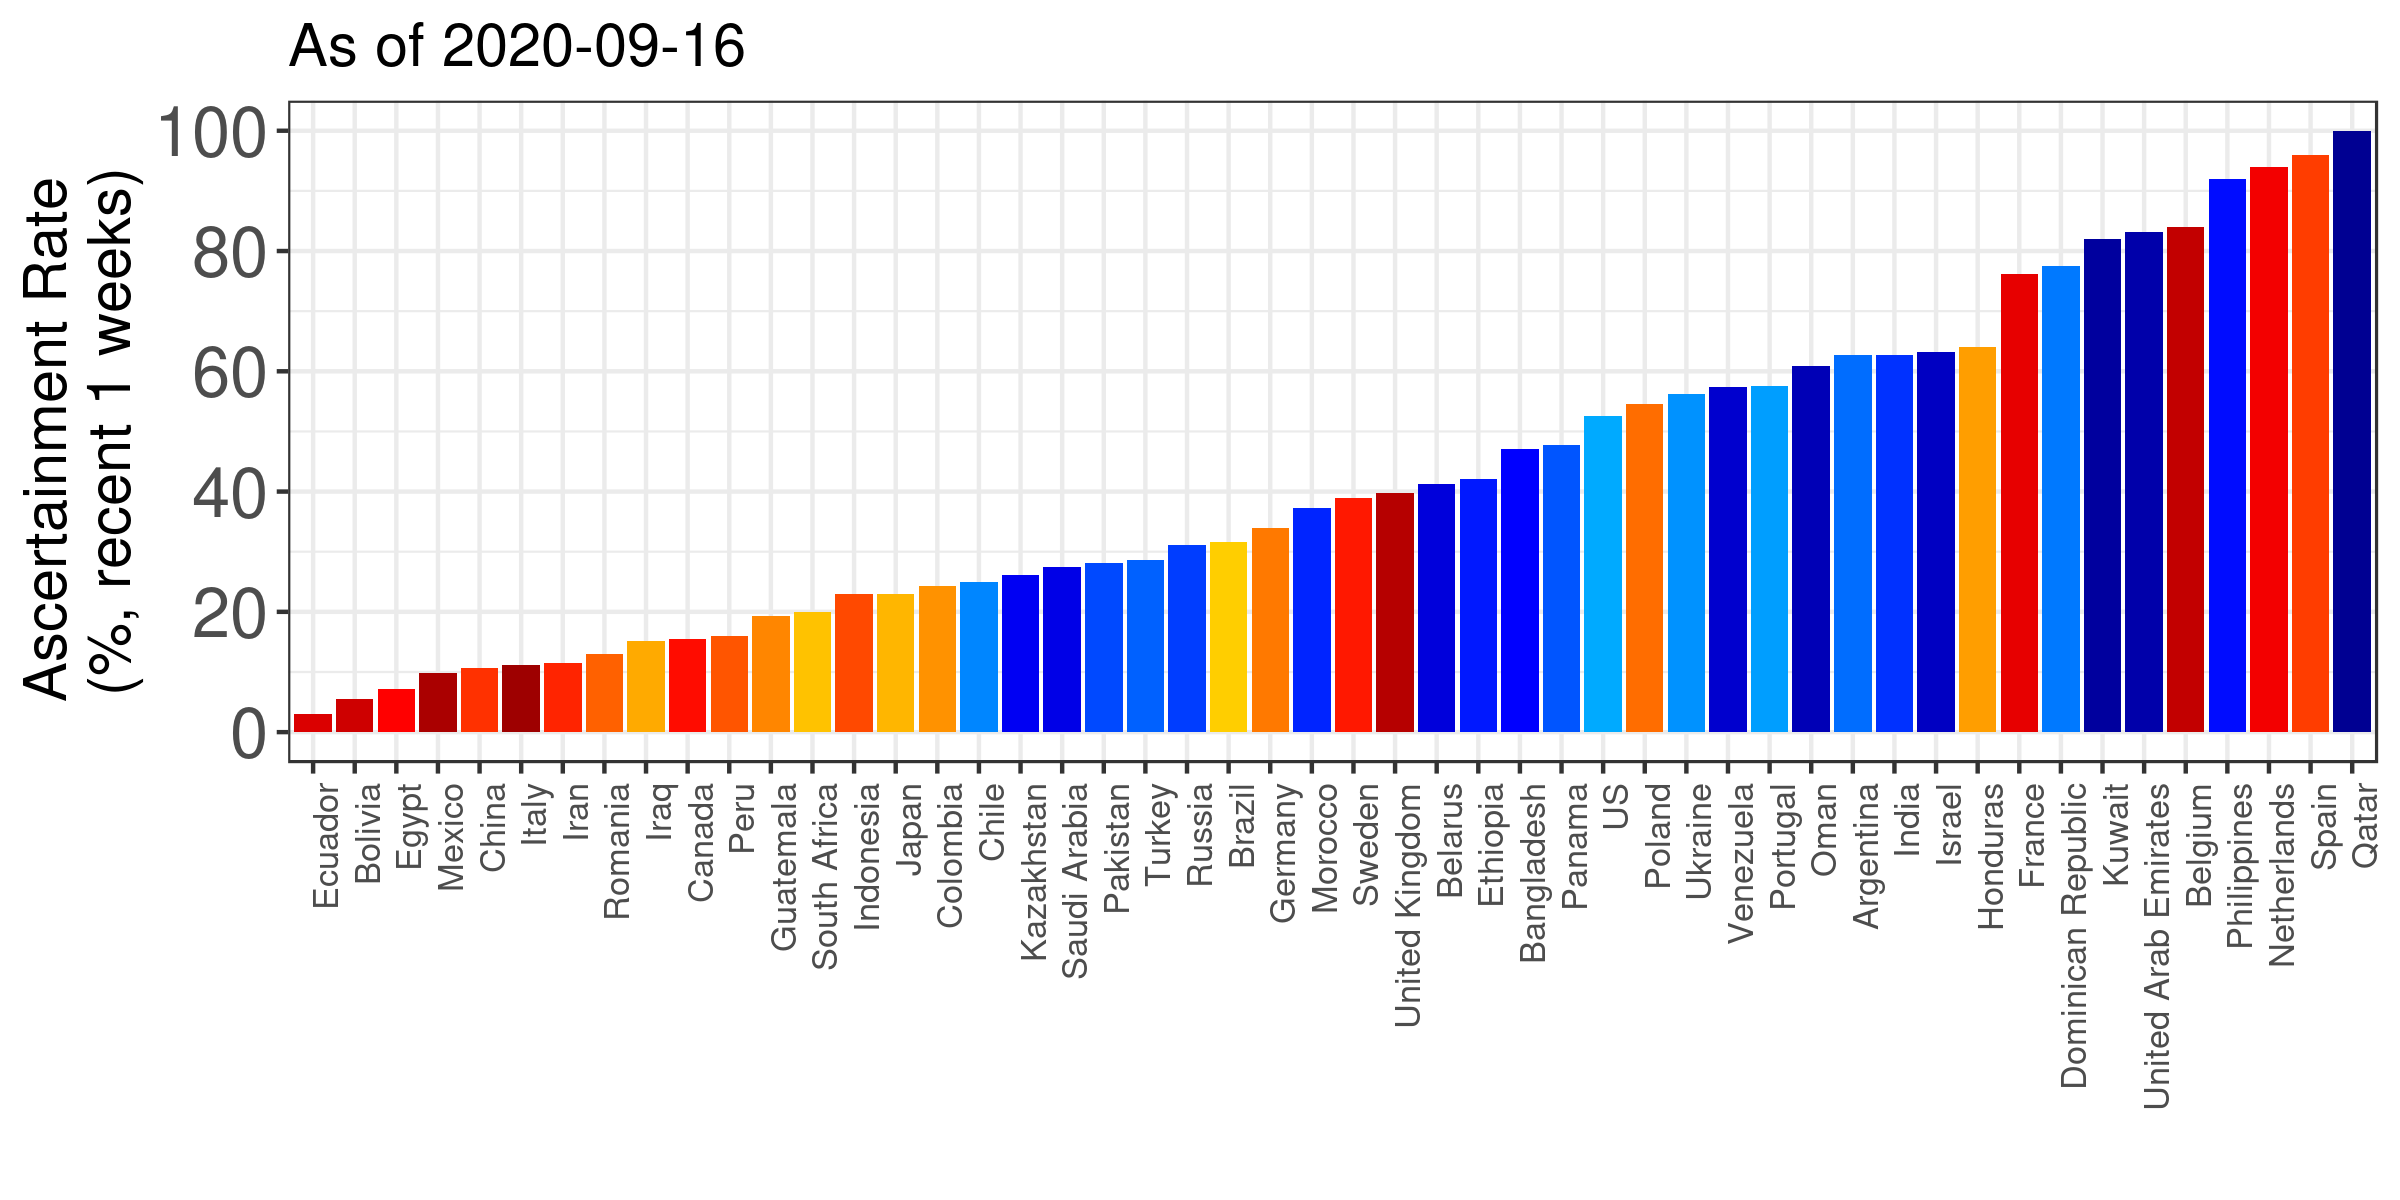 As of 2020-09-16
Ascertainment Rate
(%, recent 1 weeks)
100
80
60
40
20
0
Ecuador
Bolivia
Egypt
Mexico
China
Italy
Iran
Romania
Iraq
Canada
Peru
Guatemala
South Africa
Indonesia
Japan
Colombia
Chile
Kazakhstan
Saudi Arabia
Pakistan
Turkey
Russia
Brazil
Germany
Morocco
Sweden
United Kingdom
Belarus
Ethiopia
Bangladesh
Panama
US
Poland
Ukraine
Venezuela
Portugal
Oman
Argentina
India
Israel
Honduras
France
Dominican Republic
Kuwait
United Arab Emirates
Belgium
Philippines
Netherlands
Spain
Qatar